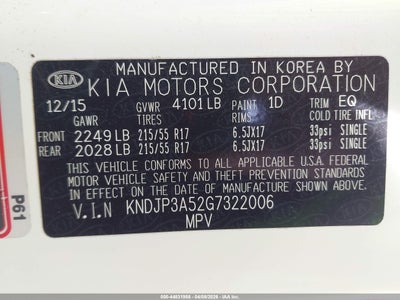 MANUFACTURED IN KOREA BY
KIA
KIA MOTORS CORPORATION
12/15 GVWR 4101 LB PAINT 1D TRIM EQ
GAWR TIRES RIMS COLD TIRE INFL
FRONT 2249 LB 215/55 R17 6.5JX17 33psi SINGLE
REAR 2028 LB 215/55 R17 6.5JX17 33psi SINGLE
THIS VEHICLE CONFORMS TO ALL APPLICABLE U.S.A. FEDERAL
MOTOR VEHICLE SAFETY AND THEFT PREVENTION STANDARDS IN
EFFECT ON THE DATE OF MANUFACTURE SHOWN ABOVE.
V.I.N KNDJP3A52G7322006
MPV
P61